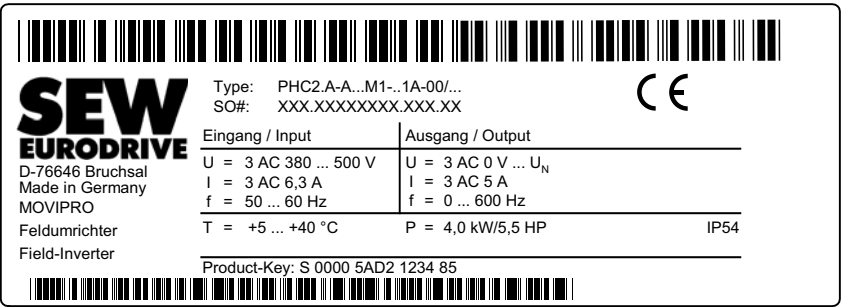 SEW
EURODRIVE
D-76646 Bruchsal
Made in Germany
MOVIPRO
Feldumrichter
Field-Inverter
Type: PHC2.A-A...M1-..1A-00/...
SO#: XXX.XXXXXXXX.XXX.XX
CE
Eingang / Input
U = 3 AC 380 ... 500 V
I = 3 AC 6,3 A
f = 50 ... 60 Hz
Ausgang / Output
U = 3 AC 0 V ... UN
I = 3 AC 5 A
f = 0 ... 600 Hz
T = +5 ... +40 °C
P = 4,0 kW/5,5 HP
IP54
Product-Key: S 0000 5AD2 1234 85